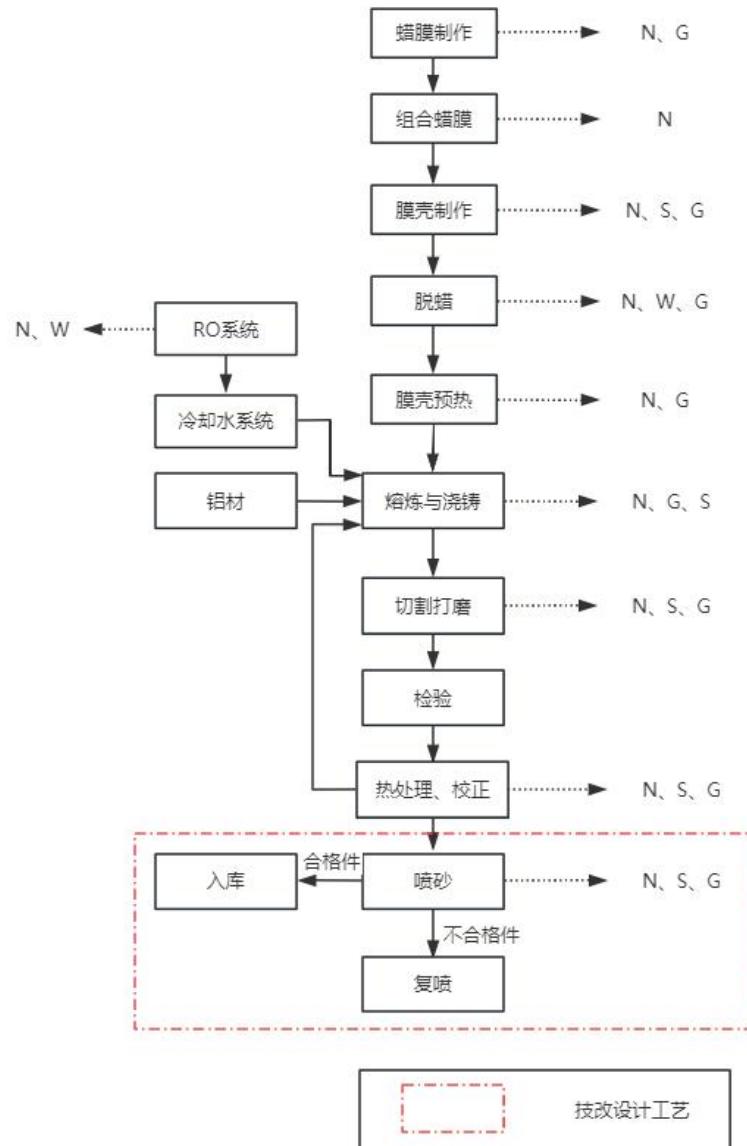 蜡膜制作
N、G
组合蜡膜
N
膜壳制作
N、S、G
脱蜡
N、W、G
N、W
RO系统
膜壳预热
N、G
冷却水系统
铝材
熔炼与浇铸
N、G、S
切割打磨
N、S、G
检验
热处理、校正
N、S、G
入库
合格件
喷砂
N、S、G
不合格件
复喷
技改设计工艺